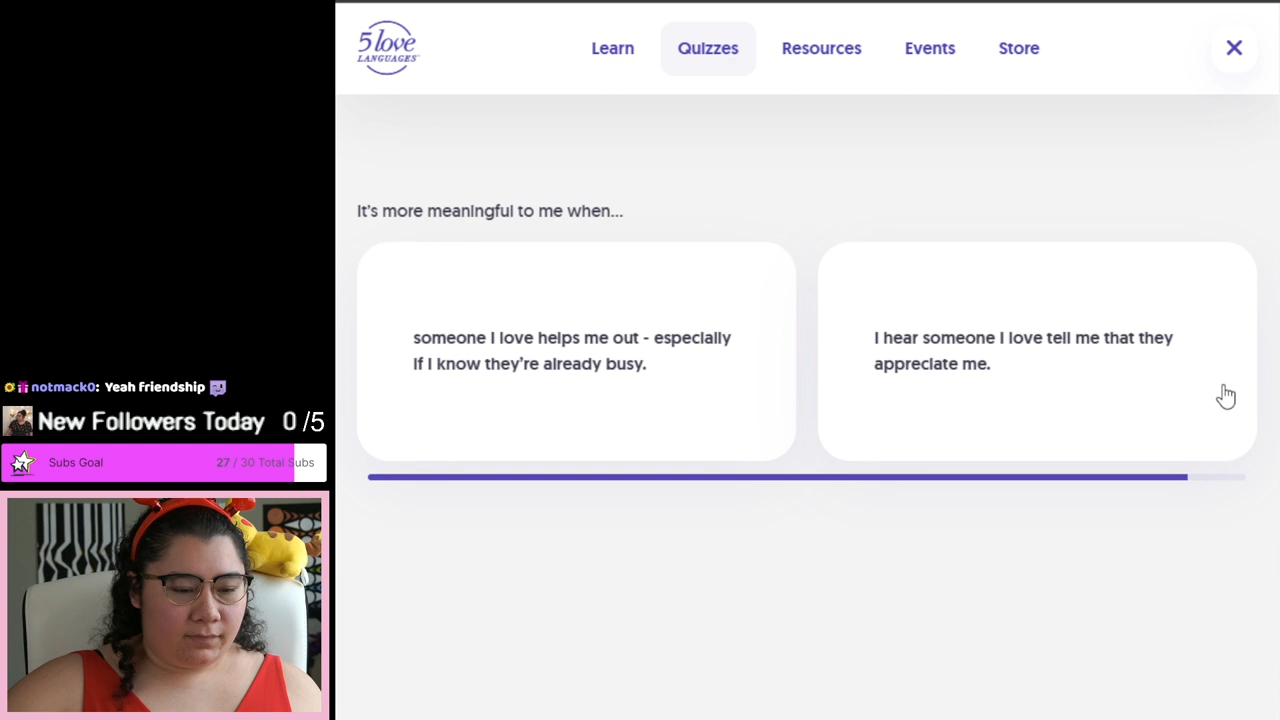 5 love
LANGUAGES
Learn
Quizzes
Resources
Events
Store
It's more meaningful to me when...
someone I love helps me out - especially
if I know they're already busy.
I hear someone I love tell me that they
appreciate me.
notmack0: Yeah friendship
New Followers Today 0 /5
Subs Goal
27 / 30 Total Subs